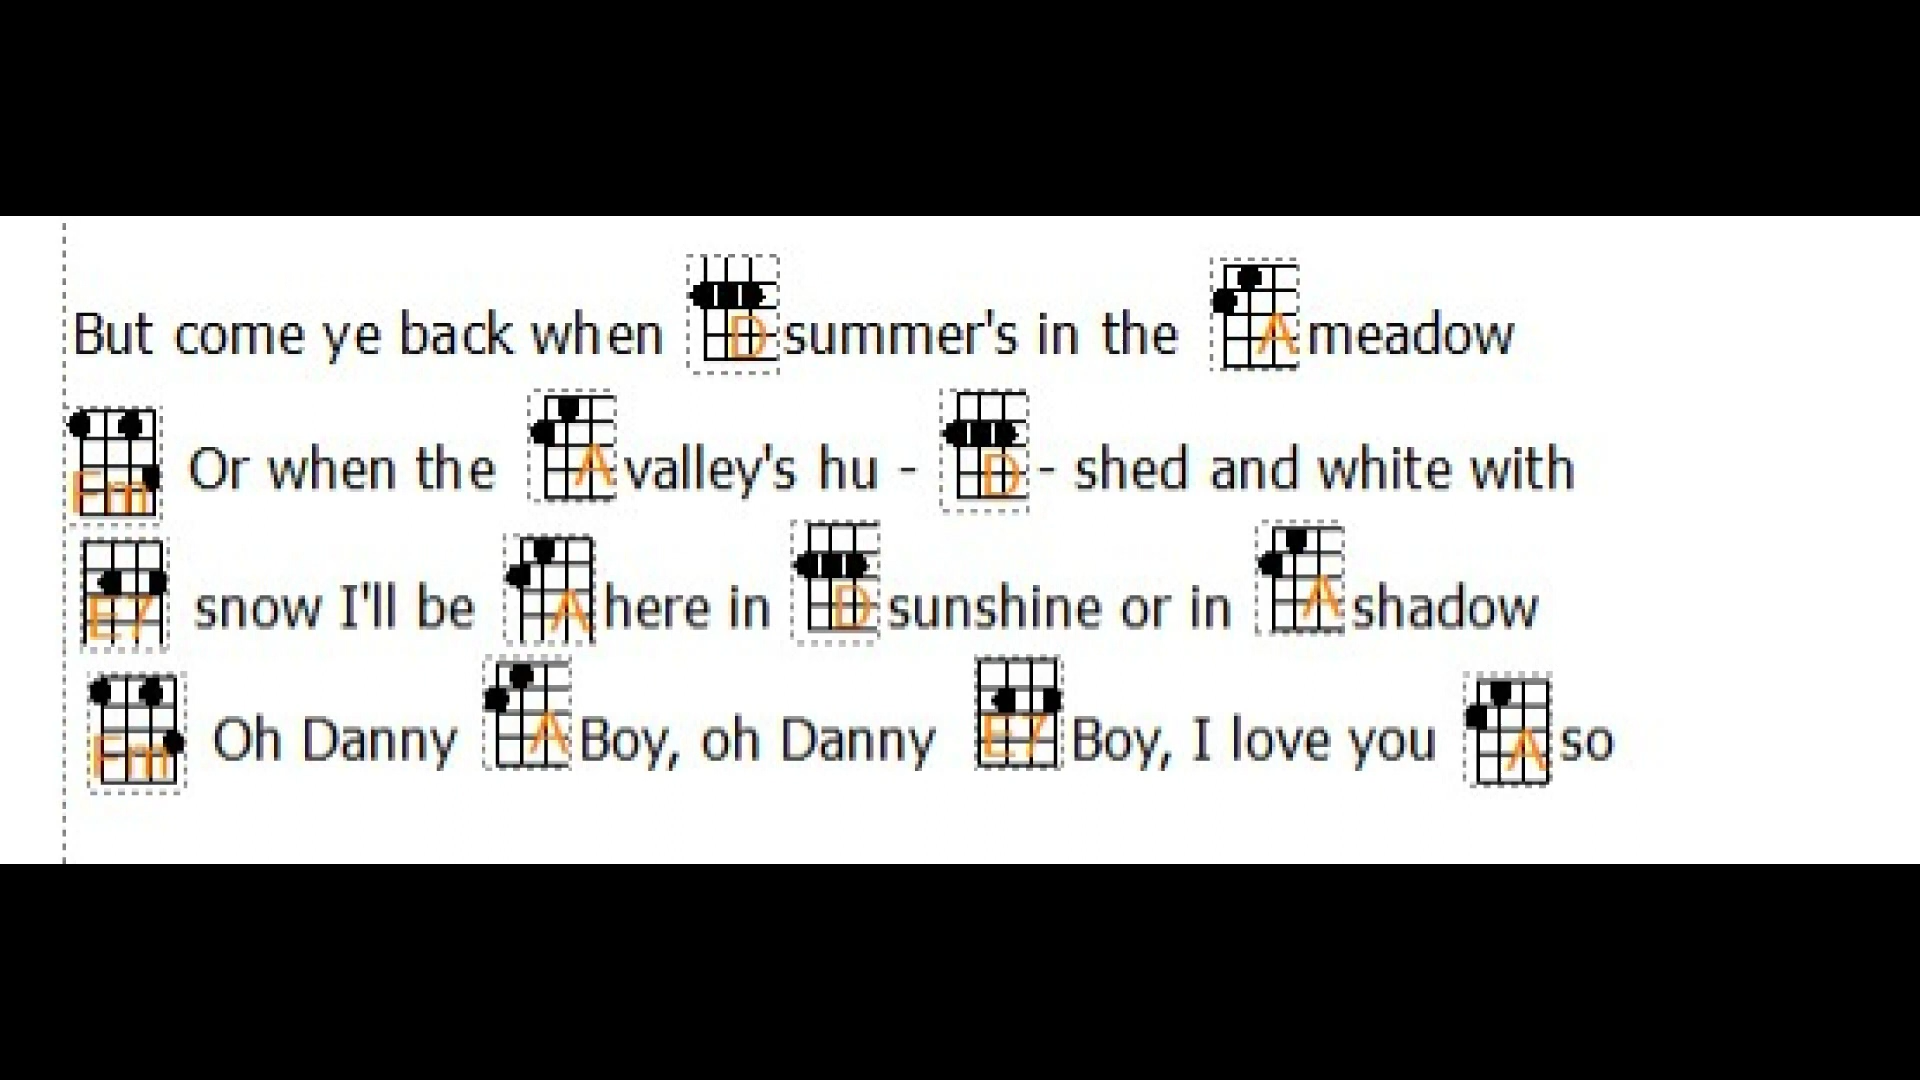 But come ye back when D summer's in the A meadow
Fm Or when the A valley's hu - D - shed and white with
E7 snow I'll be A here in D sunshine or in A shadow
Fm Oh Danny A Boy, oh Danny E7 Boy, I love you A so